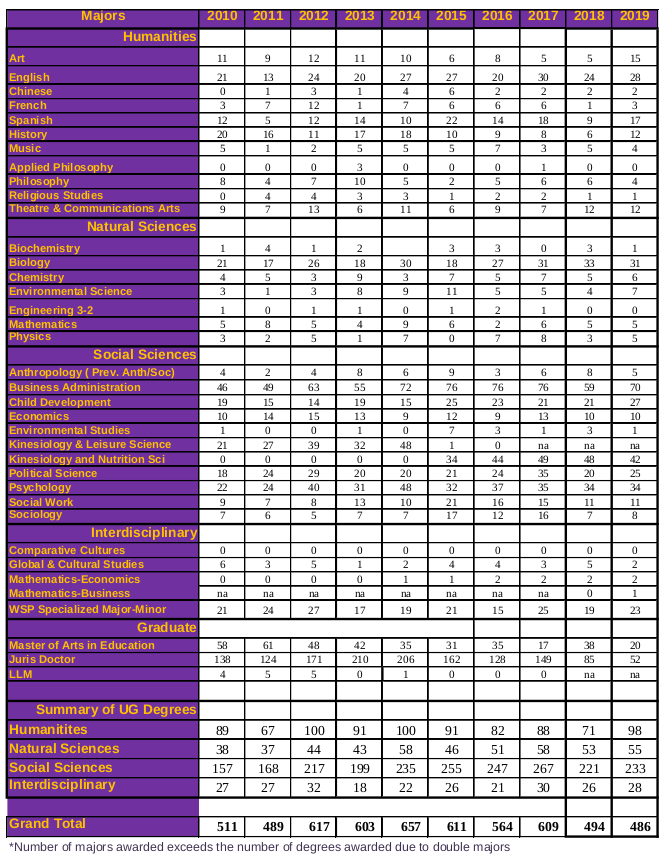 Majors 2010 2011 2012 2013 2014 2015 2016 2017 2018 2019
Humanities
Art 11 9 12 11 10 6 8 5 5 15
English 21 13 24 20 27 27 20 30 24 28
Chinese 0 1 3 1 4 6 2 2 2 2
French 3 7 12 1 7 6 6 6 1 3
Spanish 12 5 12 14 10 22 14 18 9 17
History 20 16 11 17 18 10 9 8 6 12
Music 5 1 2 5 5 5 7 3 5 4
Applied Philosophy 0 0 0 3 0 0 0 1 0 0
Philosophy 8 4 7 10 5 2 5 6 6 4
Religious Studies 0 4 4 3 3 1 2 2 1 1
Theatre & Communications Arts 9 7 13 6 11 6 9 7 12 12
Natural Sciences
Biochemistry 1 4 1 2 3 3 0 3 1
Biology 21 17 26 18 30 18 27 31 33 31
Chemistry 4 5 3 9 3 7 5 7 5 6
Environmental Science 3 1 3 8 9 11 5 5 4 7
Engineering 3-2 1 0 1 1 0 1 2 1 0 0
Mathematics 5 8 5 4 9 6 2 6 5 5
Physics 3 2 5 1 7 0 7 8 3 5
Social Sciences
Anthropology ( Prev. Anth/Soc) 4 2 4 8 6 9 3 6 8 5
Business Administration 46 49 63 55 72 76 76 76 59 70
Child Development 19 15 14 19 15 25 23 21 21 27
Economics 10 14 15 13 9 12 9 13 10 10
Environmental Studies 1 0 0 1 0 7 3 1 3 1
Kinesiology & Leisure Science 21 27 39 32 48 1 0 na na na
Kinesiology and Nutrition Sci 0 0 0 0 0 34 44 49 48 42
Political Science 18 24 29 20 20 21 24 35 20 25
Psychology 22 24 40 31 48 32 37 35 34 34
Social Work 9 7 8 13 10 21 16 15 11 11
Sociology 7 6 5 7 7 17 12 16 7 8
Interdisciplinary
Comparative Cultures 0 0 0 0 0 0 0 0 0 0
Global & Cultural Studies 6 3 5 1 2 4 4 3 5 2
Mathematics-Economics 0 0 0 0 1 1 2 2 2 2
Mathematics-Business na na na na na na na na 0 1
WSP Specialized Major-Minor 21 24 27 17 19 21 15 25 19 23
Graduate
Master of Arts in Education 58 61 48 42 35 31 35 17 38 20
Juris Doctor 138 124 171 210 206 162 128 149 85 52
LLM 4 5 5 0 1 0 0 0 na na
Summary of UG Degrees
Humanitites 89 67 100 91 100 91 82 88 71 98
Natural Sciences 38 37 44 43 58 46 51 58 53 55
Social Sciences 157 168 217 199 235 255 247 267 221 233
Interdisciplinary 27 27 32 18 22 26 21 30 26 28
Grand Total 511 489 617 603 657 611 564 609 494 486
*Number of majors awarded exceeds the number of degrees awarded due to double majors